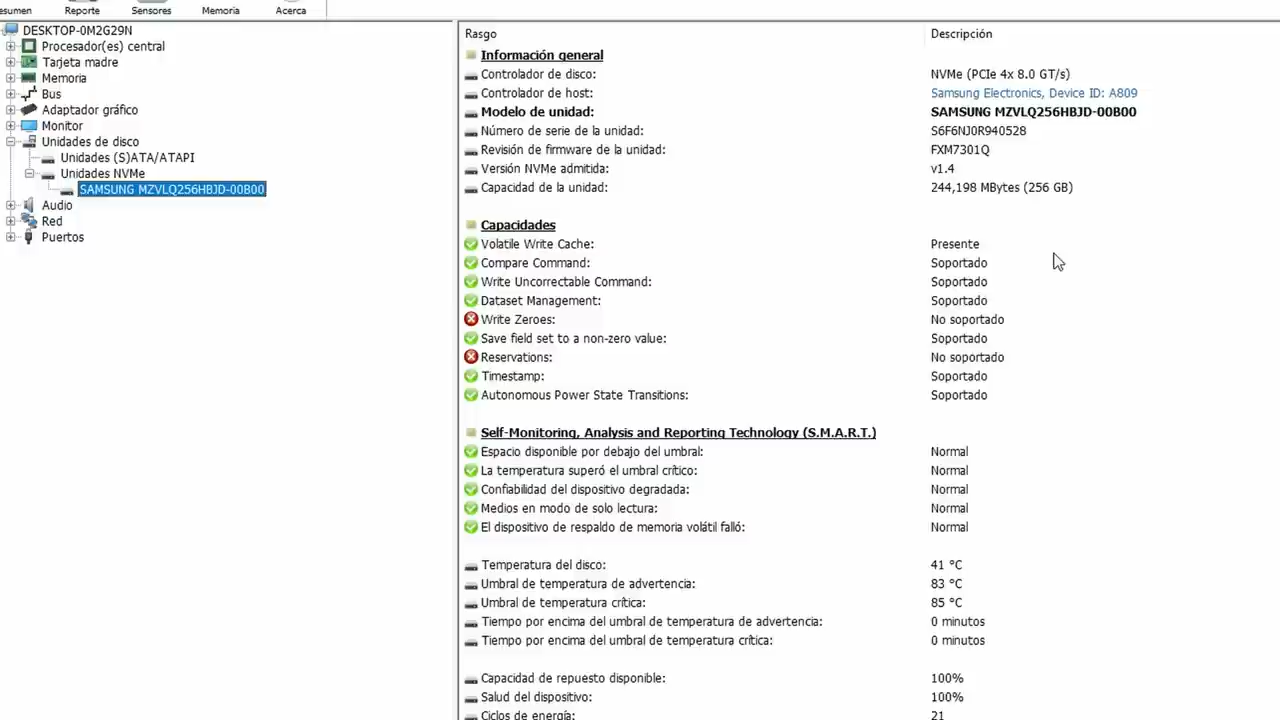 esumen Reporte Sensores Memoria Acerca
DESKTOP-0M2G29N
Procesador(es) central
Tarjeta madre
Memoria
Bus
Adaptador gráfico
Monitor
Unidades de disco
Unidades (S)ATA/ATAPI
Unidades NVMe
SAMSUNG MZVLQ256HBJD-00B00
Audio
Red
Puertos
Rasgo Descripción
Información general
Controlador de disco: NVMe (PCIe 4x 8.0 GT/s)
Controlador de host: Samsung Electronics, Device ID: A809
Modelo de unidad: SAMSUNG MZVLQ256HBJD-00B00
Número de serie de la unidad: S6F6NJ0R940528
Revisión de firmware de la unidad: FXM7301Q
Versión NVMe admitida: v1.4
Capacidad de la unidad: 244,198 MBytes (256 GB)
Capacidades
Volatile Write Cache: Presente
Compare Command: Soportado
Write Uncorrectable Command: Soportado
Dataset Management: Soportado
Write Zeroes: No soportado
Save field set to a non-zero value: Soportado
Reservations: No soportado
Timestamp: Soportado
Autonomous Power State Transitions: Soportado
Self-Monitoring, Analysis and Reporting Technology (S.M.A.R.T.)
Espacio disponible por debajo del umbral: Normal
La temperatura superó el umbral crítico: Normal
Confiabilidad del dispositivo degradada: Normal
Medios en modo de solo lectura: Normal
El dispositivo de respaldo de memoria volátil falló: Normal
Temperatura del disco: 41 °C
Umbral de temperatura de advertencia: 83 °C
Umbral de temperatura crítica: 85 °C
Tiempo por encima del umbral de temperatura de advertencia: 0 minutos
Tiempo por encima del umbral de temperatura crítica: 0 minutos
Capacidad de repuesto disponible: 100%
Salud del dispositivo: 100%
Ciclos de energía: 21